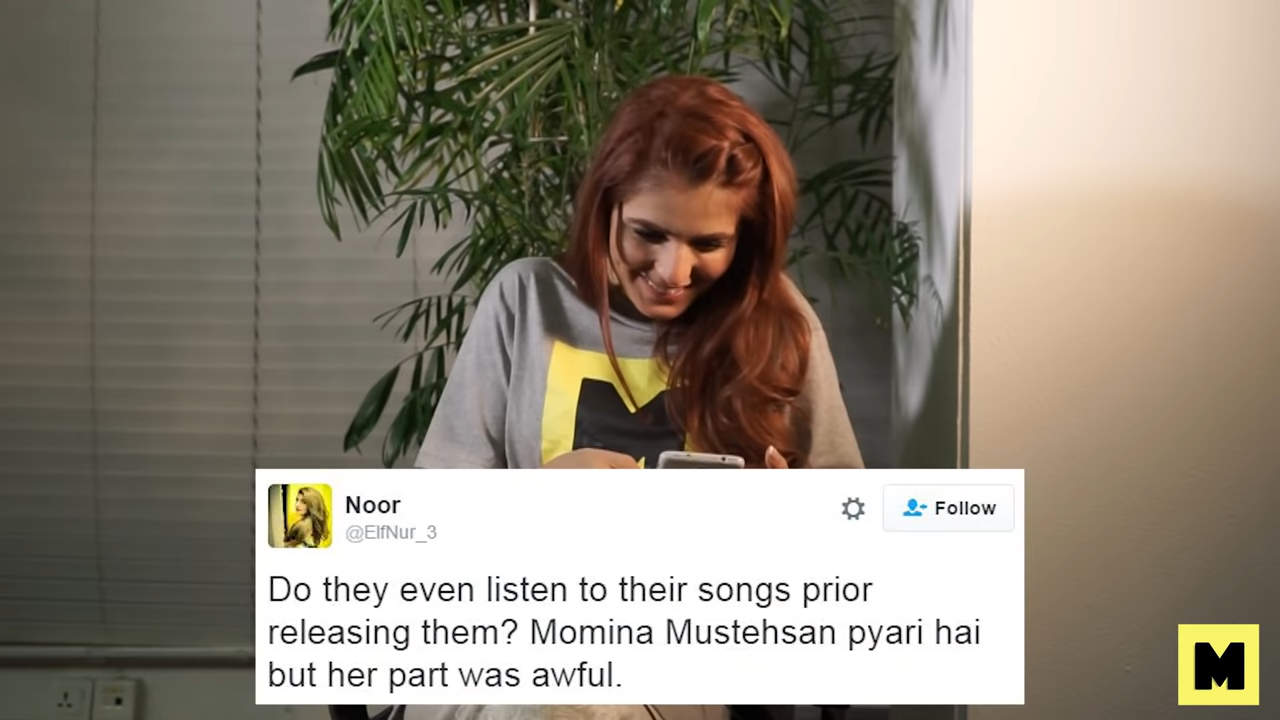 Noor
@ElfNur_3
Follow
Do they even listen to their songs prior
releasing them? Momina Mustehsan pyari hai
but her part was awful.
M
M